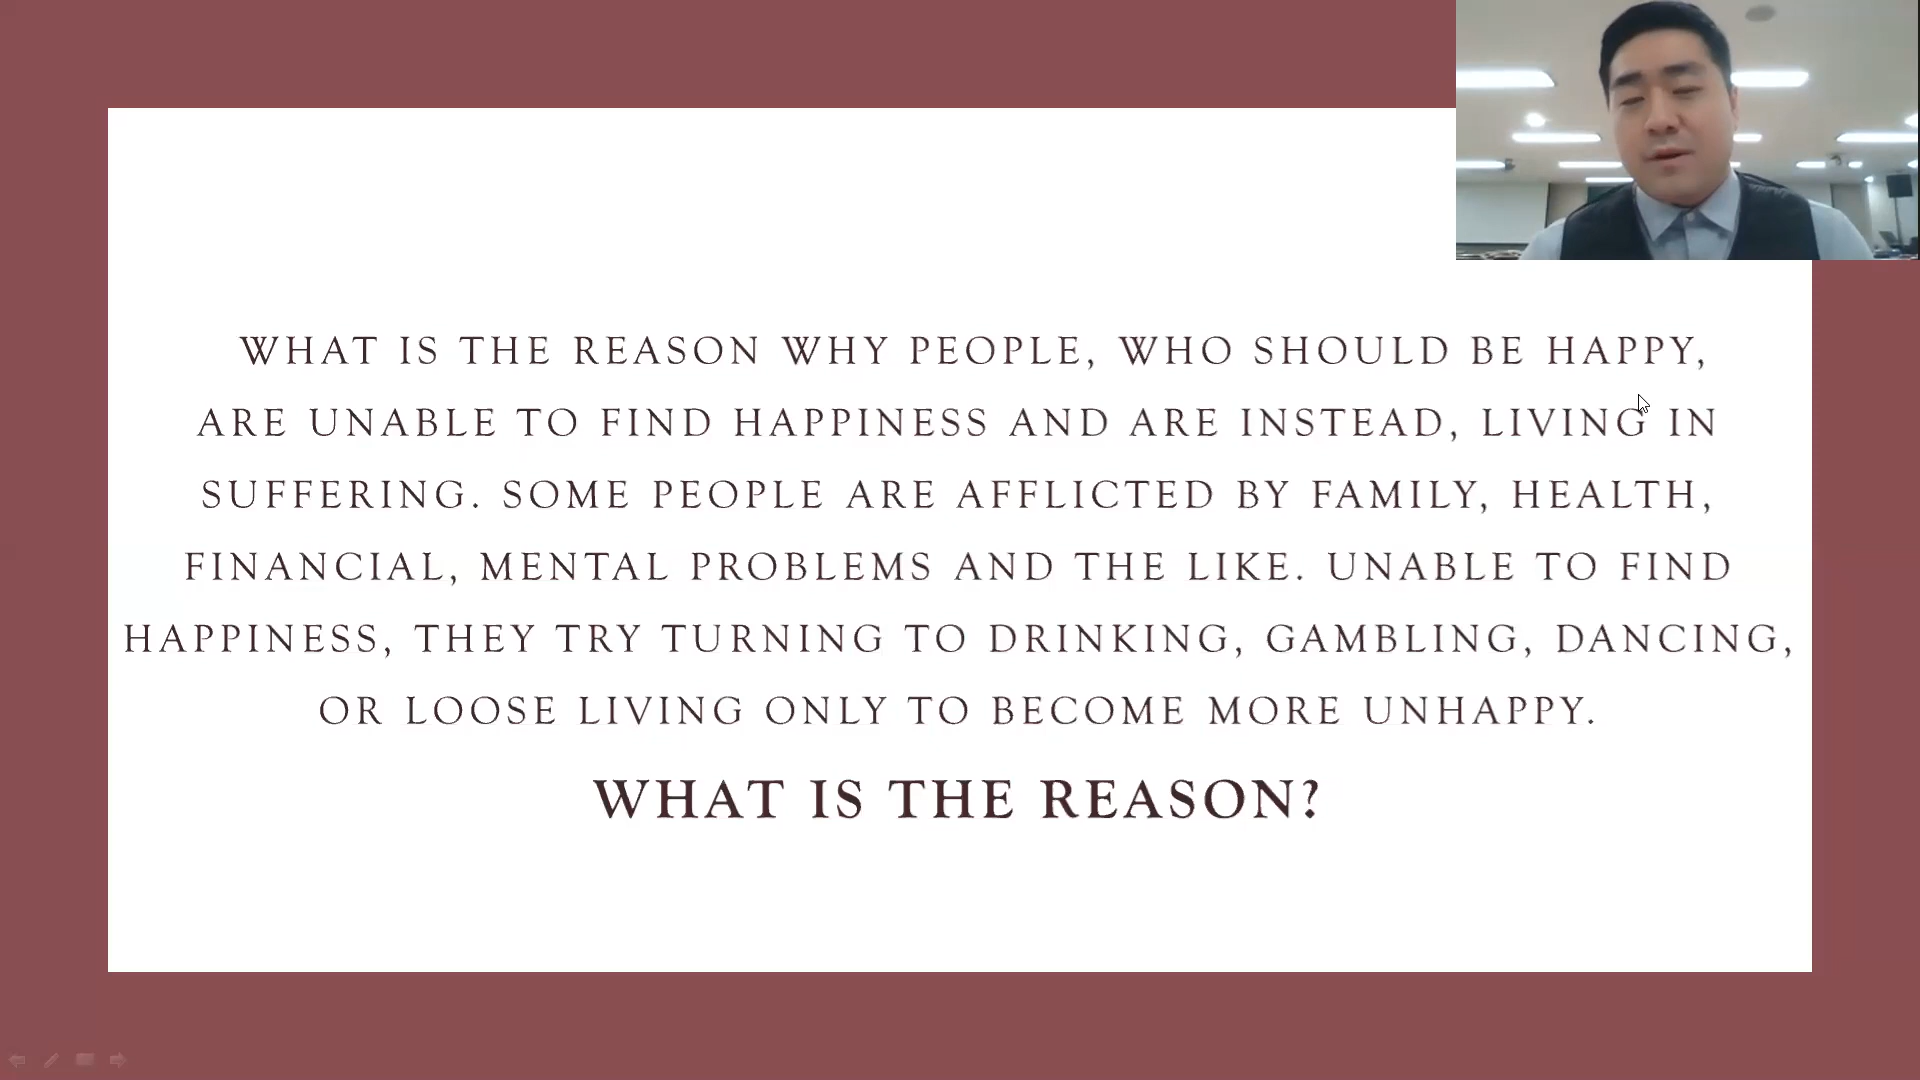 WHAT IS THE REASON WHY PEOPLE, WHO SHOULD BE HAPPY,
ARE UNABLE TO FIND HAPPINESS AND ARE INSTEAD, LIVING IN
SUFFERING. SOME PEOPLE ARE AFFLICTED BY FAMILY, HEALTH,
FINANCIAL, MENTAL PROBLEMS AND THE LIKE. UNABLE TO FIND
HAPPINESS, THEY TRY TURNING TO DRINKING, GAMBLING, DANCING,
OR LOOSE LIVING ONLY TO BECOME MORE UNHAPPY.
WHAT IS THE REASON?